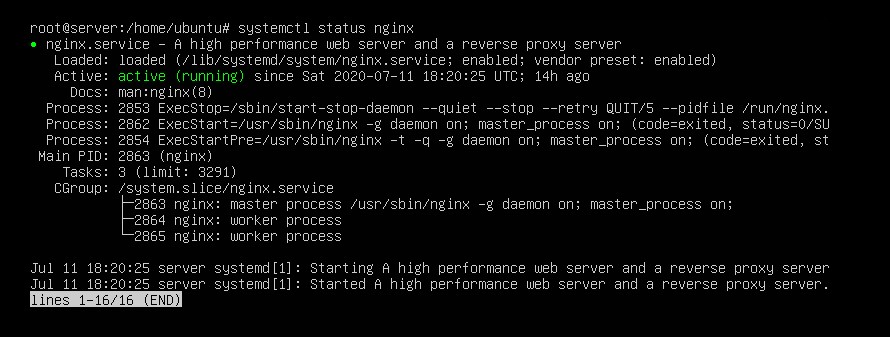 root@server:/home/ubuntu# systemctl status nginx
● nginx.service - A high performance web server and a reverse proxy server
   Loaded: loaded (/lib/systemd/system/nginx.service; enabled; vendor preset: enabled)
   Active: active (running) since Sat 2020-07-11 18:20:25 UTC; 14h ago
     Docs: man:nginx(8)
  Process: 2853 ExecStop=/sbin/start-stop-daemon --quiet --stop --retry QUIT/5 --pidfile /run/nginx.
  Process: 2862 ExecStart=/usr/sbin/nginx -g daemon on; master_process on; (code=exited, status=0/SU
  Process: 2854 ExecStartPre=/usr/sbin/nginx -t -q -g daemon on; master_process on; (code=exited, st
 Main PID: 2863 (nginx)
    Tasks: 3 (limit: 3291)
   CGroup: /system.slice/nginx.service
           ├─2863 nginx: master process /usr/sbin/nginx -g daemon on; master_process on;
           ├─2864 nginx: worker process
           └─2865 nginx: worker process
Jul 11 18:20:25 server systemd[1]: Starting A high performance web server and a reverse proxy server
Jul 11 18:20:25 server systemd[1]: Started A high performance web server and a reverse proxy server.
lines 1-16/16 (END)